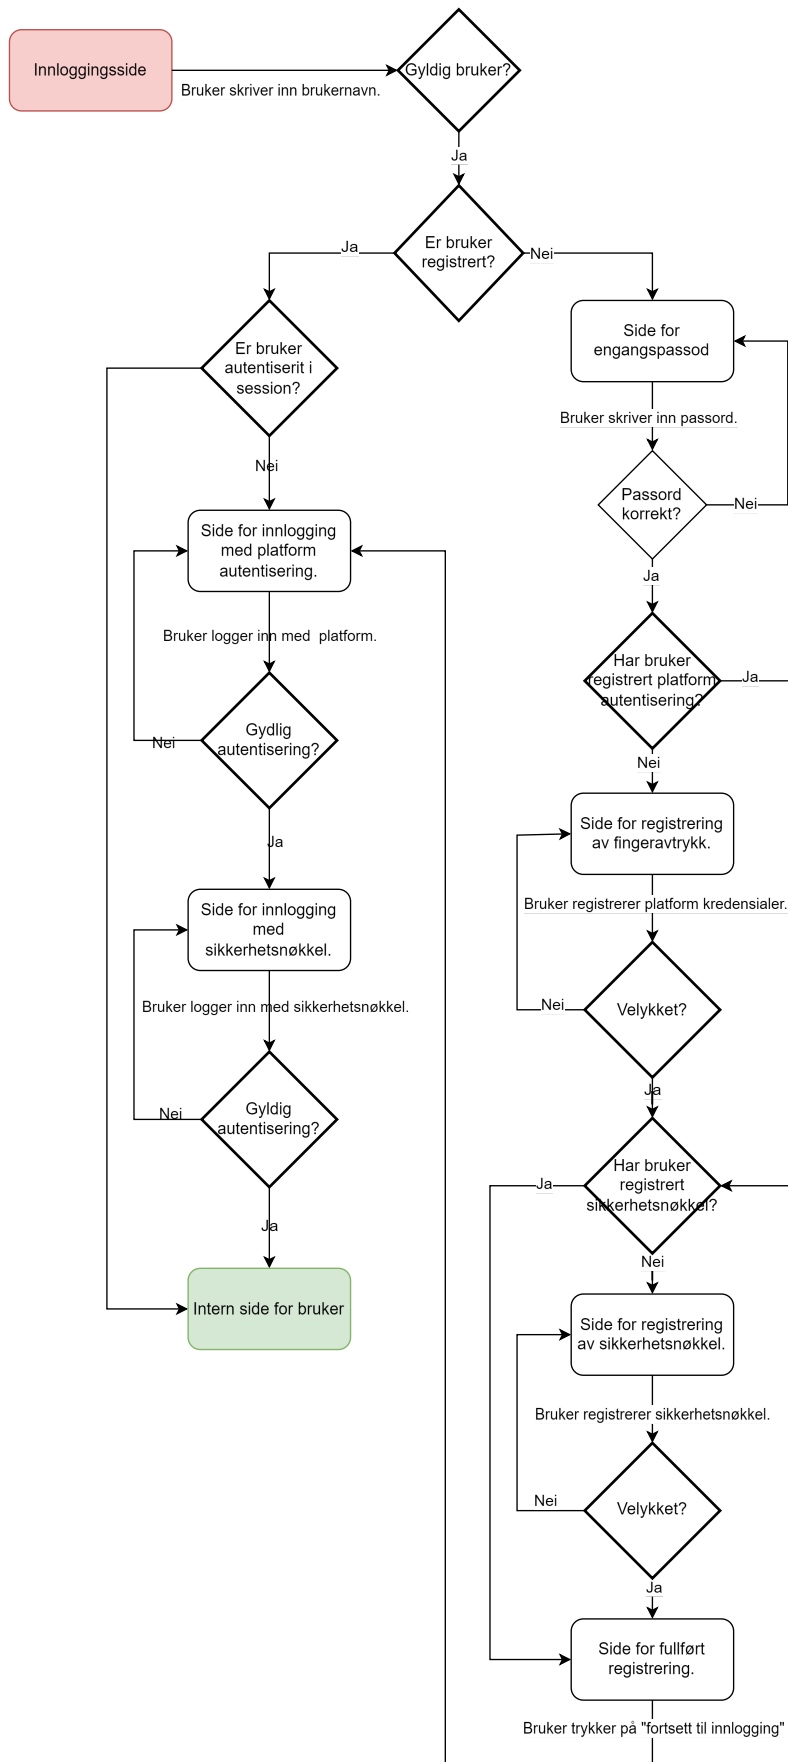 Innloggingsside
Bruker skriver inn brukernavn.
Gyldig bruker?
Ja
Er bruker
registrert?
Ja
Nei
Er bruker
autentiserit i
session?
Nei
Side for innlogging
med platform
autentisering.
Bruker logger inn med  platform.
Gydlig
autentisering?
Nei
Ja
Side for innlogging
med
sikkerhetsnøkkel.
Bruker logger inn med sikkerhetsnøkkel.
Gyldig
autentisering?
Nei
Ja
Intern side for bruker
Side for
engangspassod
Bruker skriver inn passord.
Passord
korrekt?
Nei
Ja
Har bruker
registrert platform
autentisering?
Ja
Nei
Side for registrering
av fingeravtrykk.
Bruker registrerer platform kredensialer.
Velykket?
Nei
Ja
Har bruker
registrert
sikkerhetsnøkkel?
Ja
Nei
Side for registrering
av sikkerhetsnøkkel.
Bruker registrerer sikkerhetsnøkkel.
Velykket?
Nei
Ja
Side for fullført
registrering.
Bruker trykker på "fortsett til innlogging"